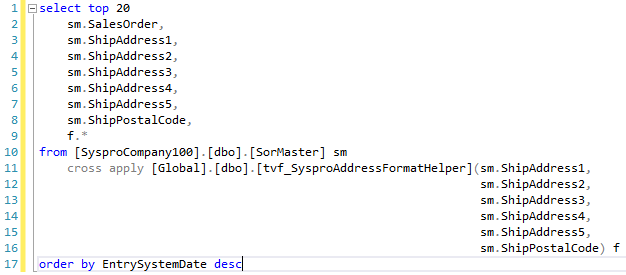 1 select top 20
2 sm.SalesOrder,
3 sm.ShipAddress1,
4 sm.ShipAddress2,
5 sm.ShipAddress3,
6 sm.ShipAddress4,
7 sm.ShipAddress5,
8 sm.ShipPostalCode,
9 f.*
10 from [SysproCompany100].[dbo].[SorMaster] sm
11 cross apply [Global].[dbo].[tvf_SysproAddressFormatHelper](sm.ShipAddress1,
12 sm.ShipAddress2,
13 sm.ShipAddress3,
14 sm.ShipAddress4,
15 sm.ShipAddress5,
16 sm.ShipPostalCode) f
17 order by EntrySystemDate desc